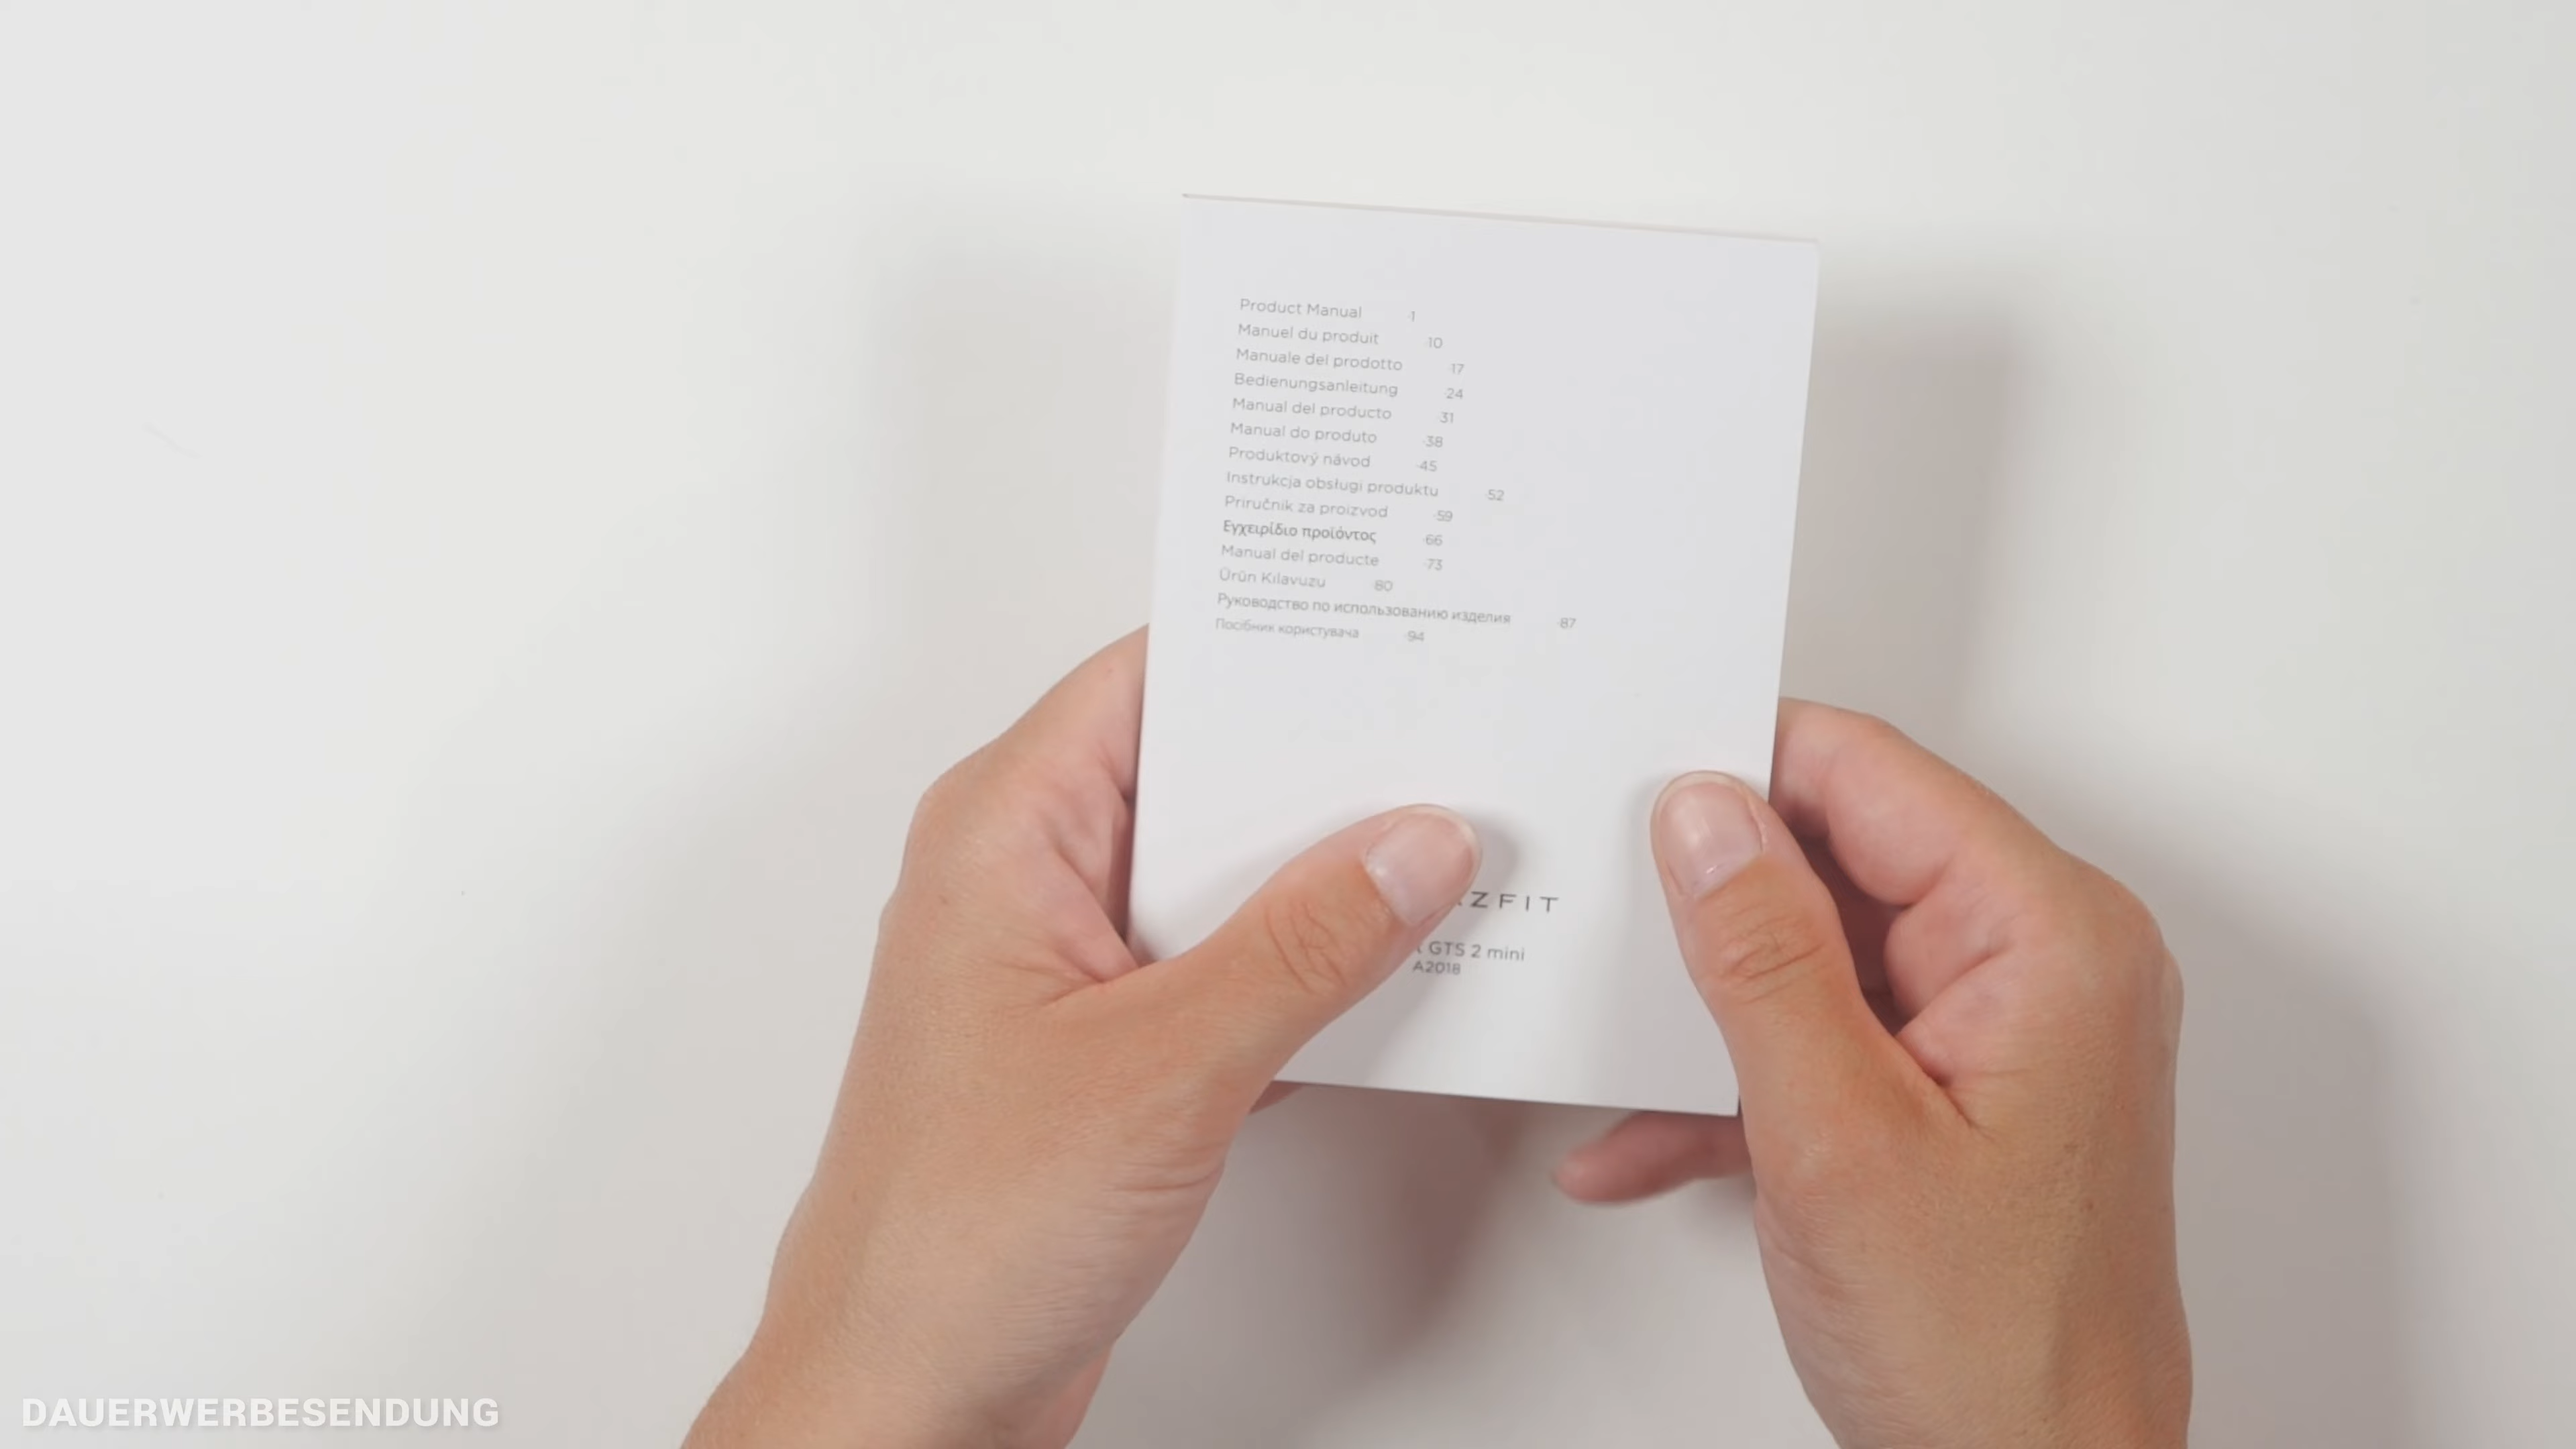 Product Manual ·1
Manuel du produit ·10
Manuale del prodotto ·17
Bedienungsanleitung ·24
Manual del producto ·31
Manual do produto ·38
Produktový návod ·45
Instrukcja obsługi produktu ·52
Priručnik za proizvod ·59
Εγχειρίδιο προϊόντος ·66
Manual del producte ·73
Ürün Kılavuzu ·80
Руководство по использованию изделия ·87
Посібник користувача ·94
ZFIT
GTS 2 mini
A2018
DAUERWERBESENDUNG